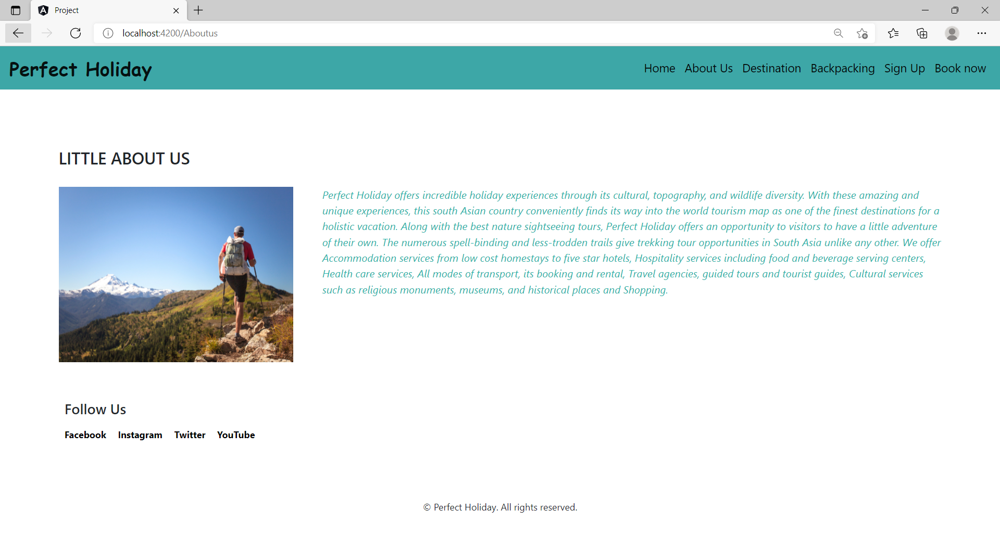 Project
localhost:4200/Aboutus
Perfect Holiday
Home About Us Destination Backpacking Sign Up Book now
LITTLE ABOUT US
Perfect Holiday offers incredible holiday experiences through its cultural, topography, and wildlife diversity. With these amazing and
unique experiences, this south Asian country conveniently finds its way into the world tourism map as one of the finest destinations for a
holistic vacation. Along with the best nature sightseeing tours, Perfect Holiday offers an opportunity to visitors to have a little adventure
of their own. The numerous spell-binding and less-trodden trails give trekking tour opportunities in South Asia unlike any other. We offer
Accommodation services from low cost homestays to five star hotels, Hospitality services including food and beverage serving centers,
Health care services, All modes of transport, its booking and rental, Travel agencies, guided tours and tourist guides, Cultural services
such as religious monuments, museums, and historical places and Shopping.
Follow Us
Facebook Instagram Twitter YouTube
© Perfect Holiday. All rights reserved.